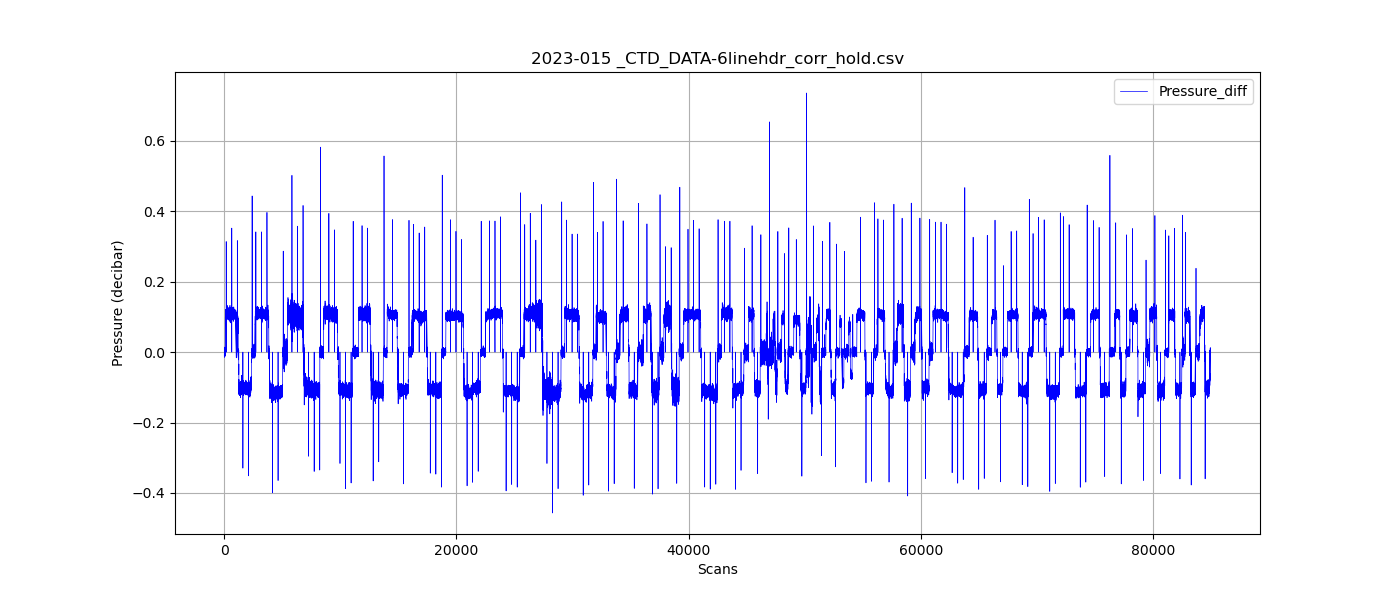 2023-015 _CTD_DATA-6linehdr_corr_hold.csv
Pressure_diff
Pressure (decibar)
0.6
0.4
0.2
0.0
−0.2
−0.4
0 20000 40000 60000 80000
Scans